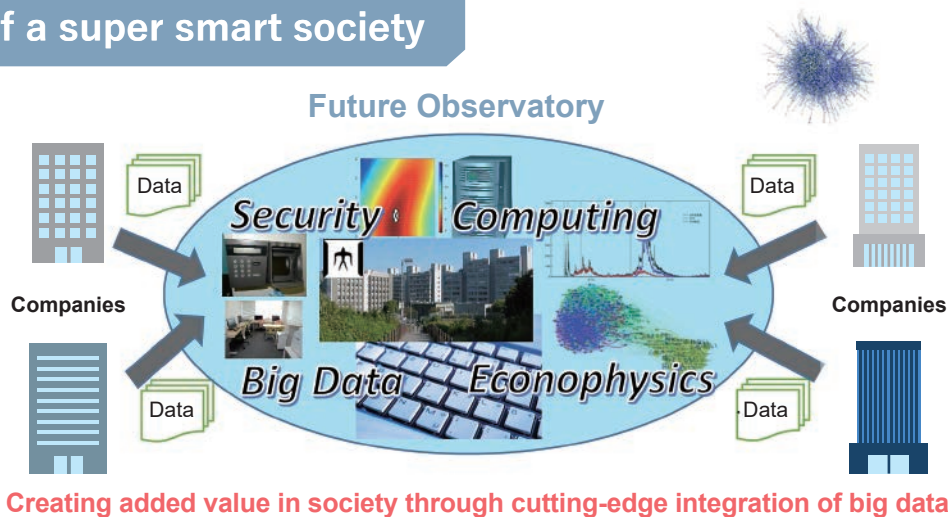 f a super smart society
Future Observatory
Data
Data
Security
Computing
Companies
Companies
Big Data
Econophysics
Data
Data
Creating added value in society through cutting-edge integration of big data